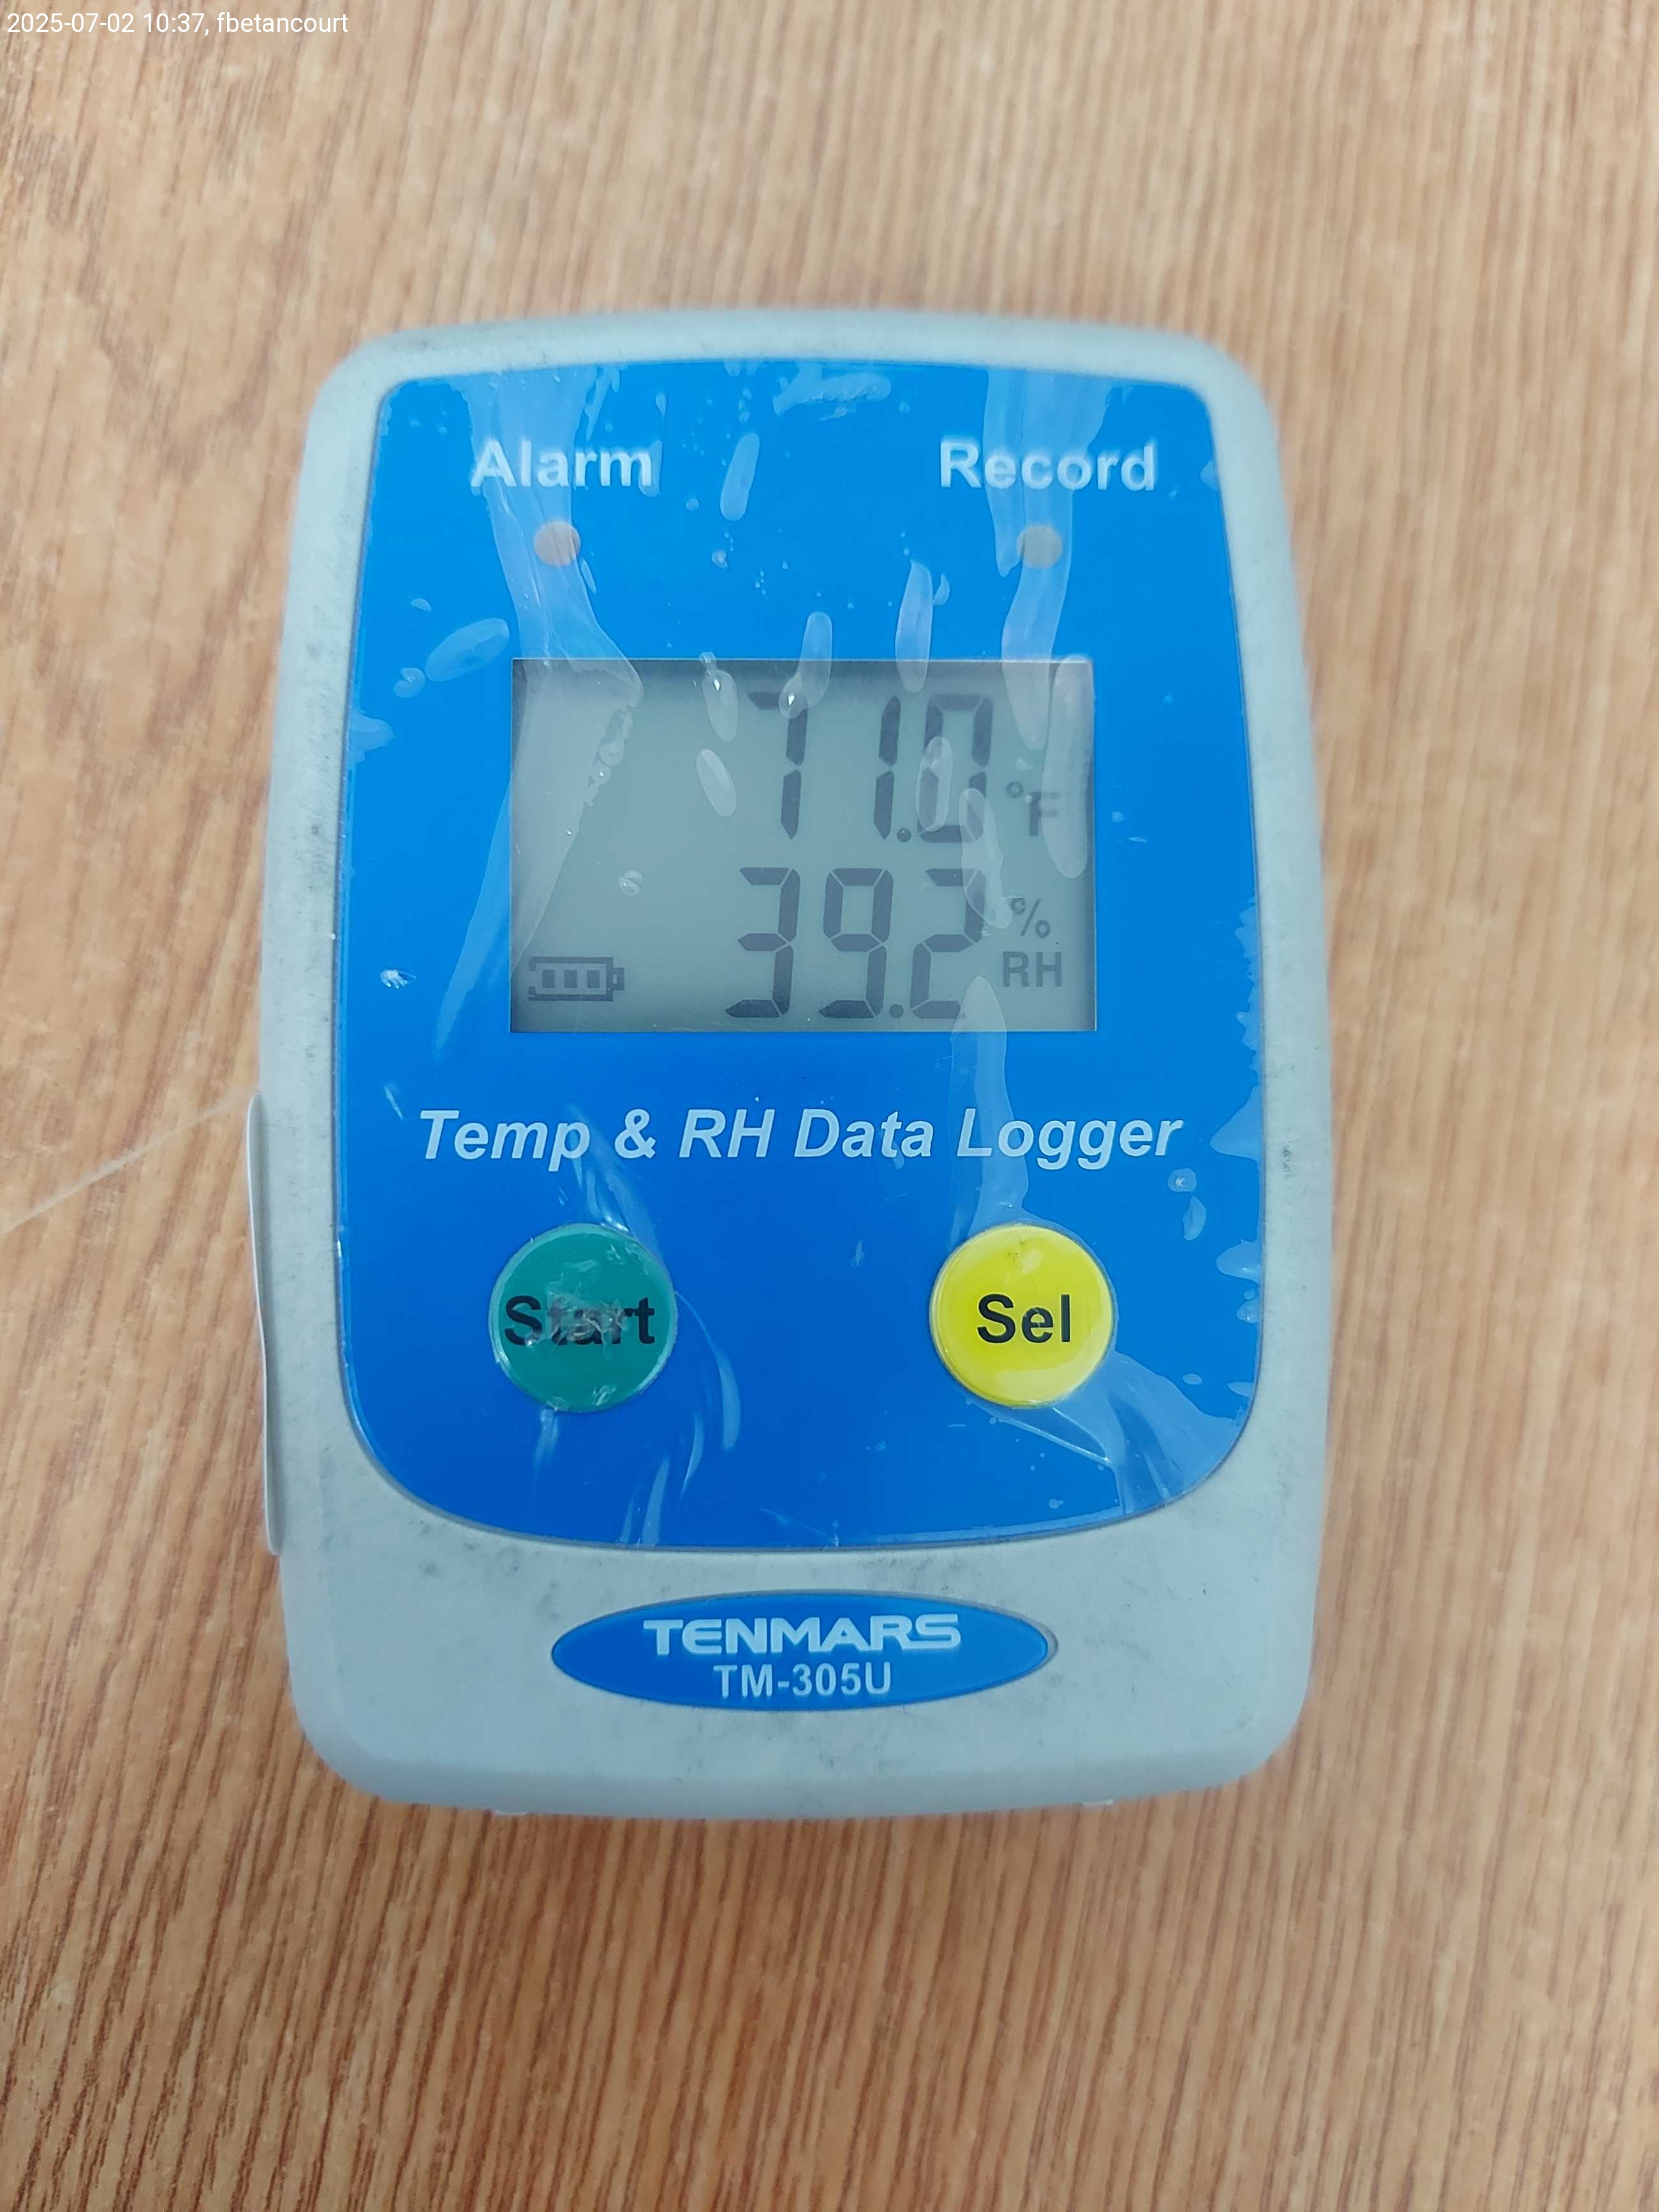 2025-07-02 10:37, fbetancourt
Alarm Record
71.0 °F
39.2 % RH
Temp & RH Data Logger
Start Sel
TENMARS
TM-305U